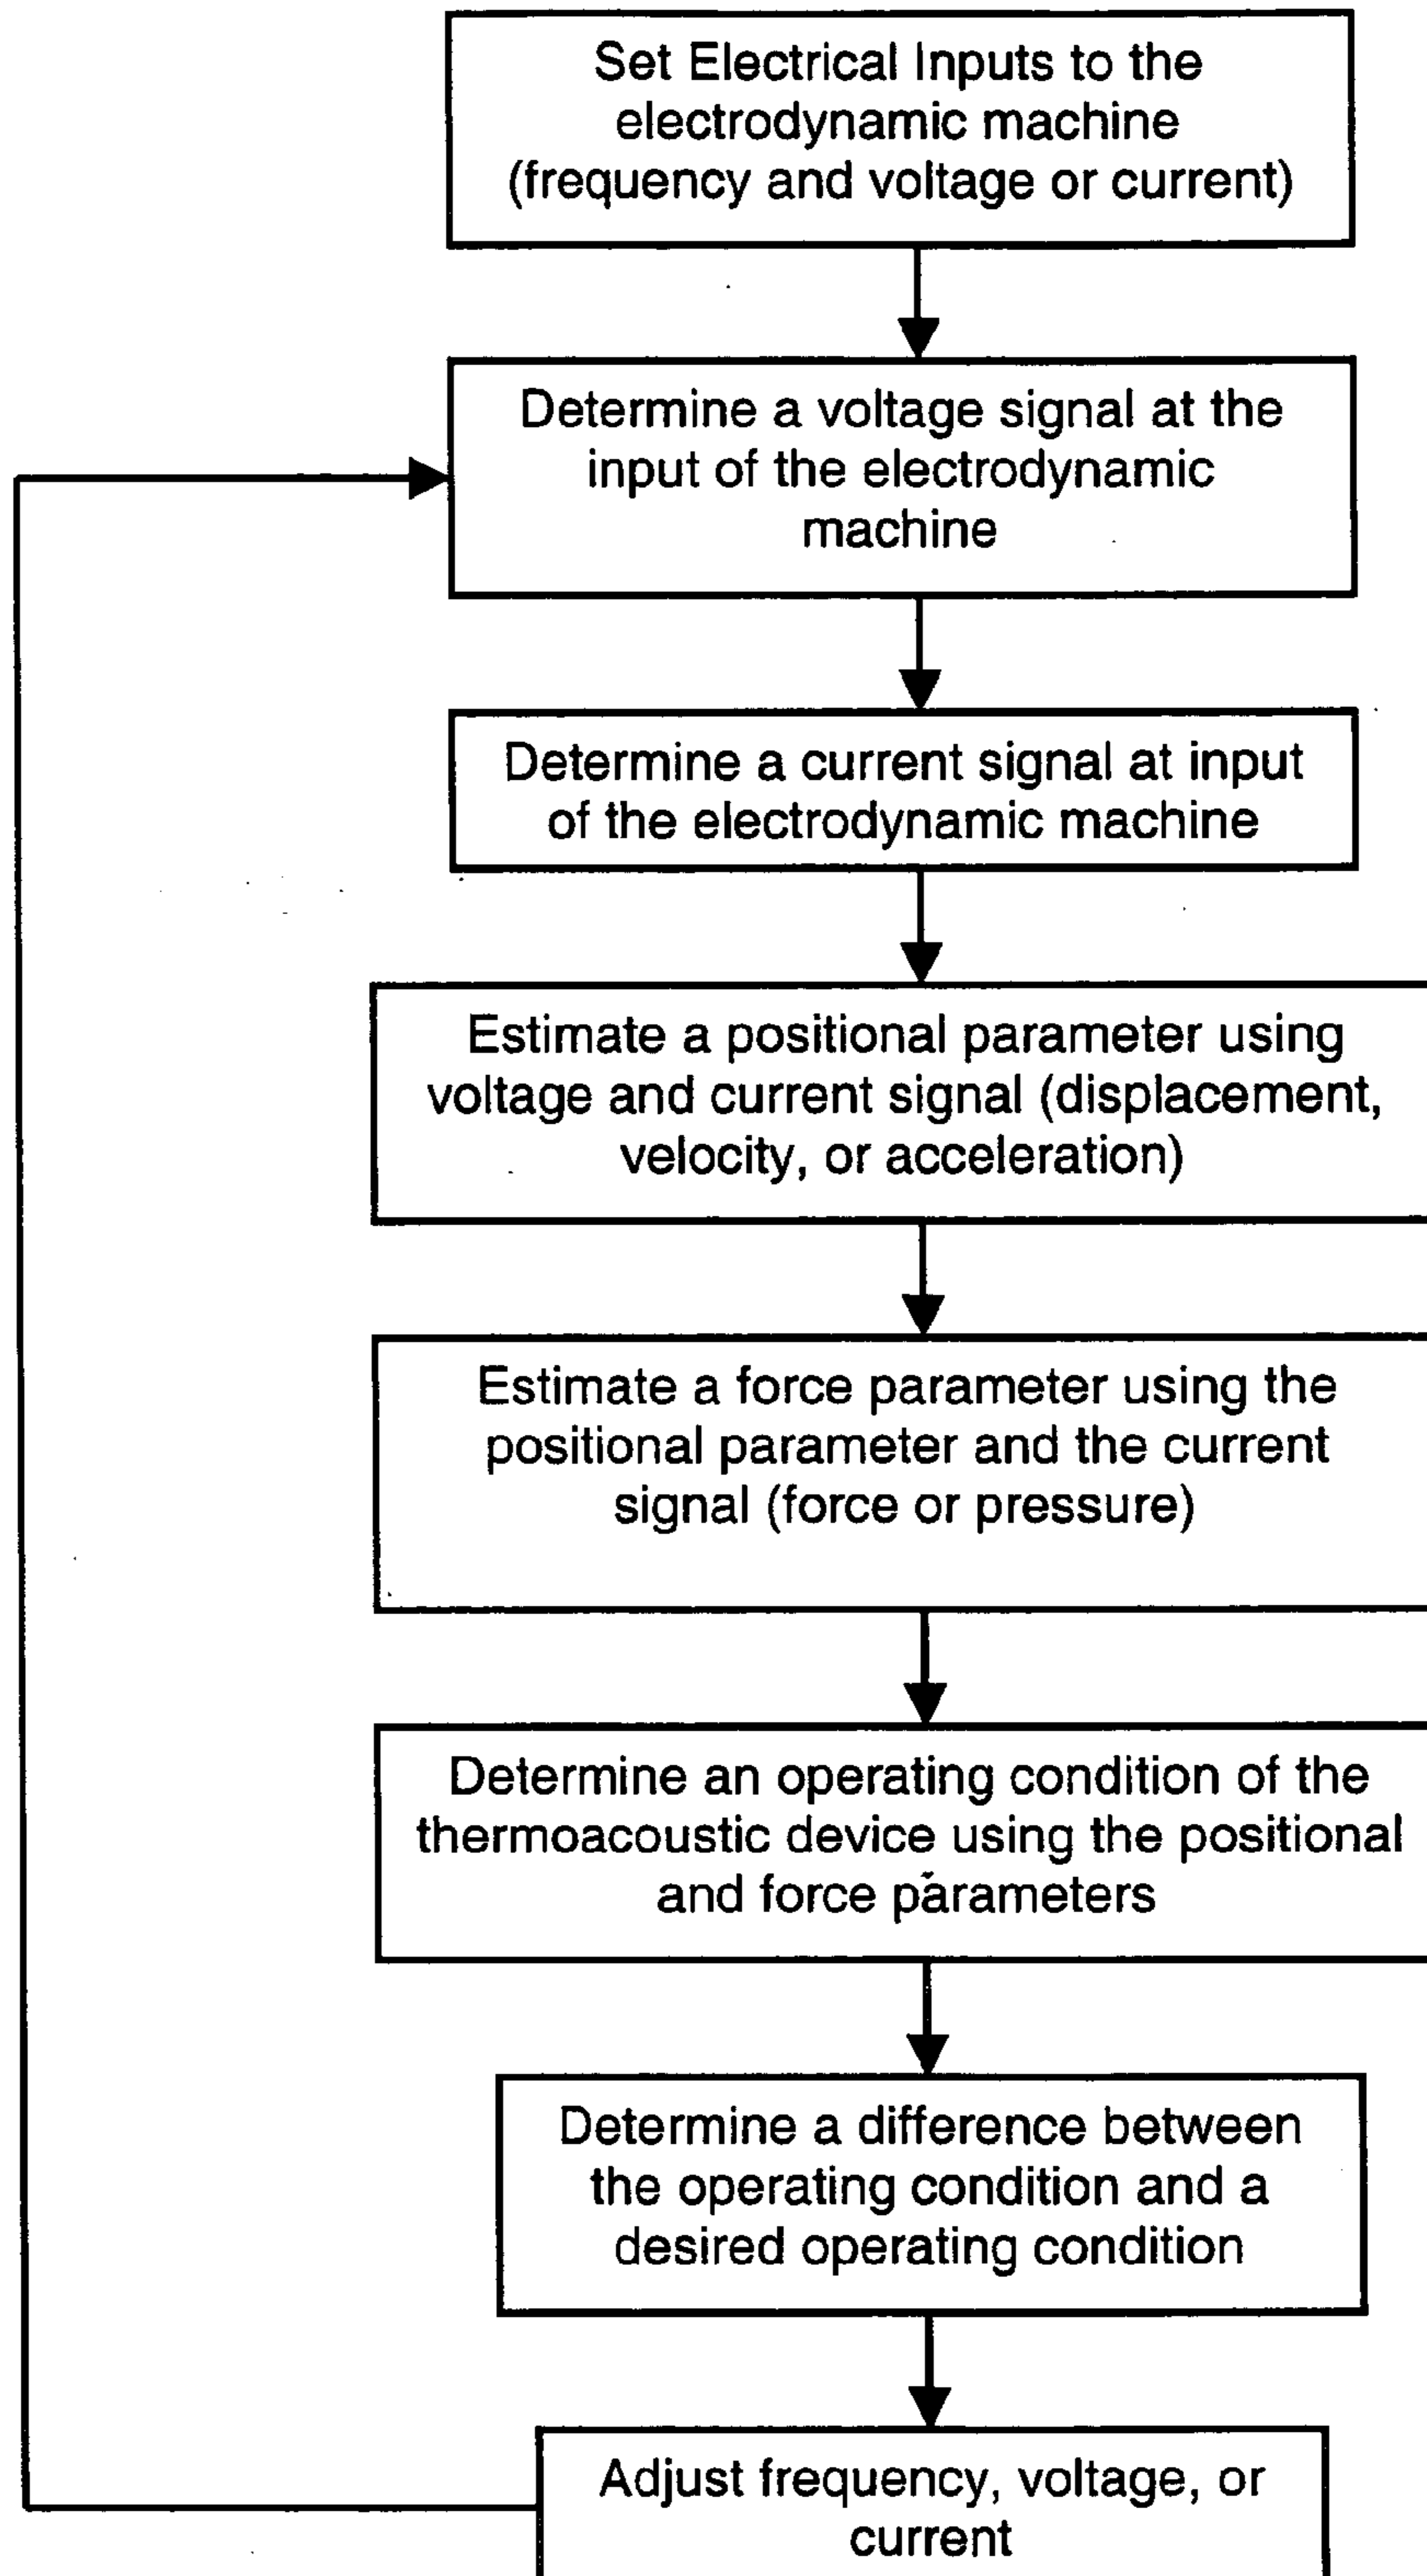 Set Electrical Inputs to the
electrodynamic machine
(frequency and voltage or current)
Determine a voltage signal at the
input of the electrodynamic
machine
Determine a current signal at input
of the electrodynamic machine
Estimate a positional parameter using
voltage and current signal (displacement,
velocity, or acceleration)
Estimate a force parameter using the
positional parameter and the current
signal (force or pressure)
Determine an operating condition of the
thermoacoustic device using the positional
and force parameters
Determine a difference between
the operating condition and a
desired operating condition
Adjust frequency, voltage, or
current